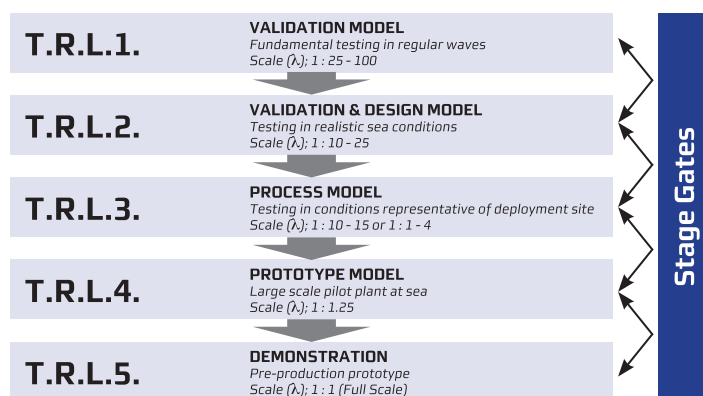 T.R.L.1.
VALIDATION MODEL
Fundamental testing in regular waves
Scale (λ); 1 : 25 - 100
T.R.L.2.
VALIDATION & DESIGN MODEL
Testing in realistic sea conditions
Scale (λ); 1 : 10 - 25
T.R.L.3.
PROCESS MODEL
Testing in conditions representative of deployment site
Scale (λ); 1 : 10 - 15 or 1 : 1 - 4
T.R.L.4.
PROTOTYPE MODEL
Large scale pilot plant at sea
Scale (λ); 1 : 1.25
T.R.L.5.
DEMONSTRATION
Pre-production prototype
Scale (λ); 1 : 1 (Full Scale)
Stage Gates